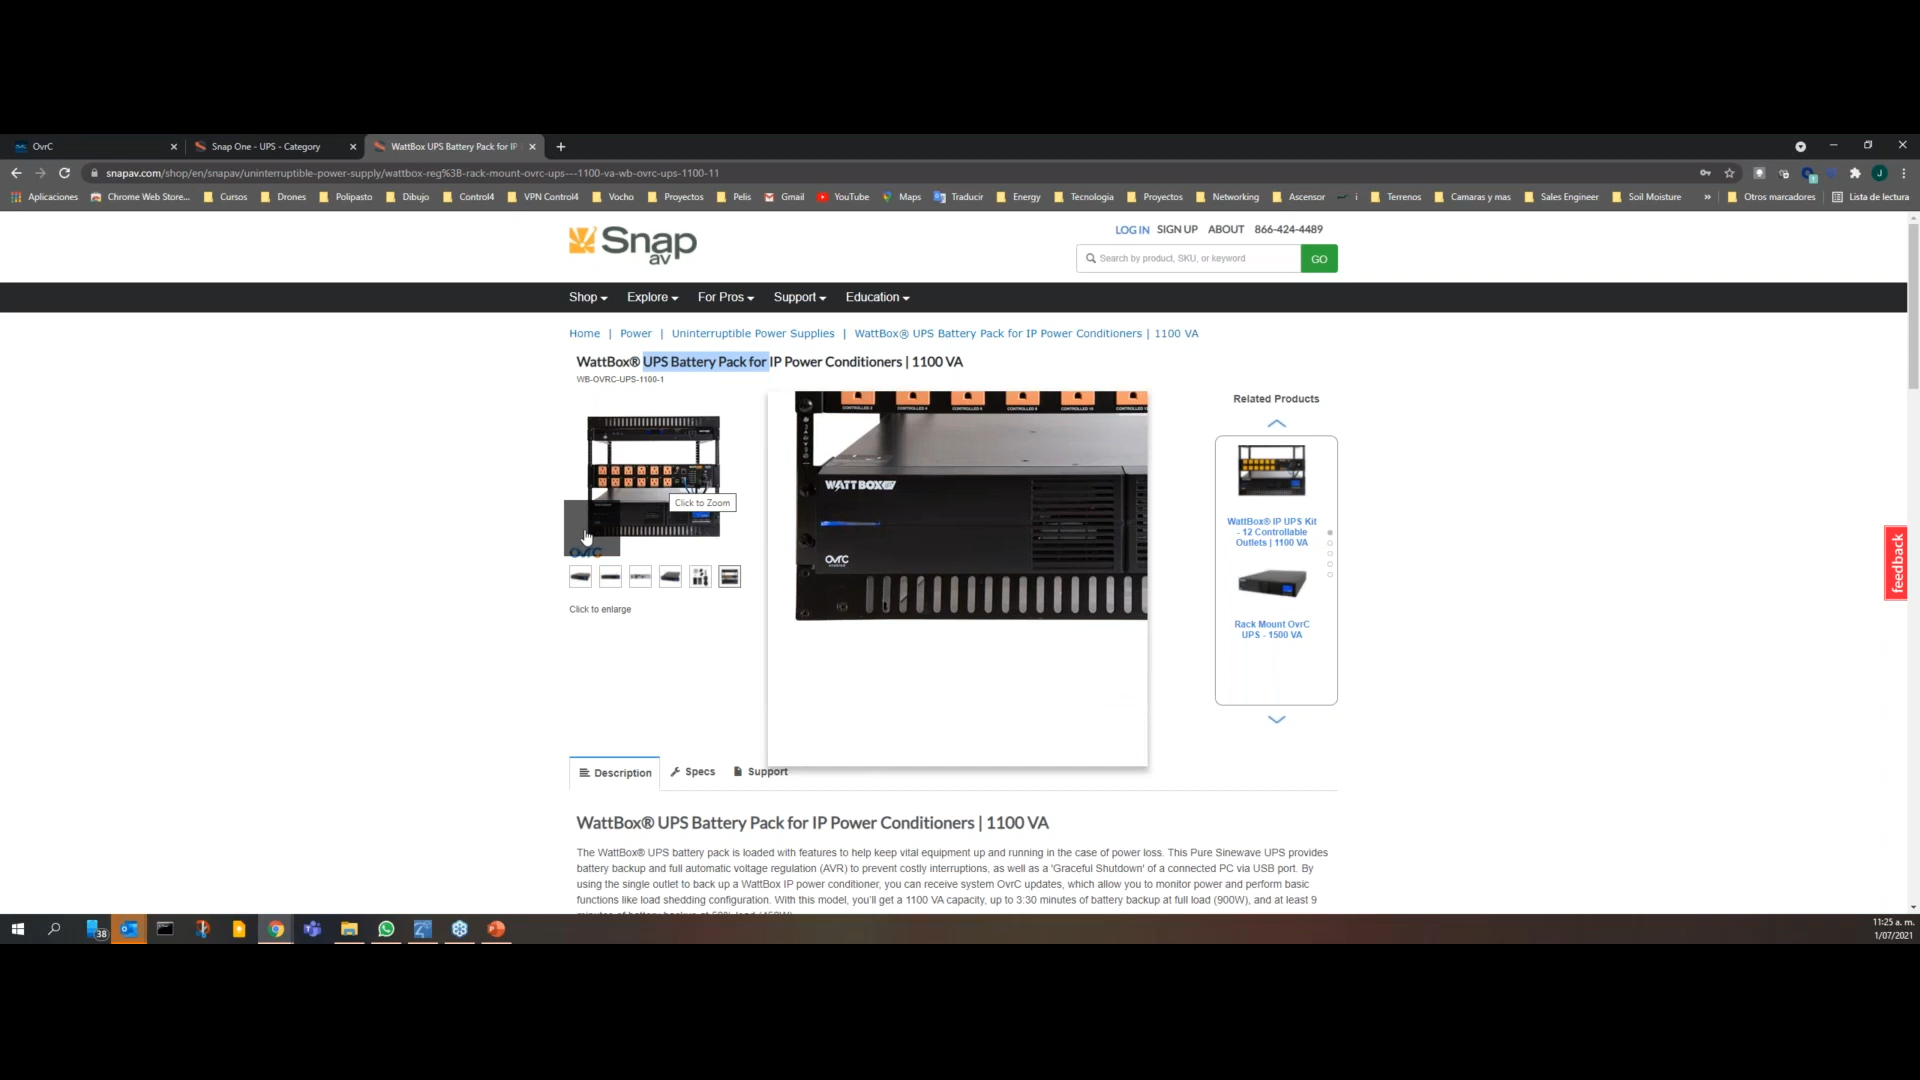 OvrC
Snap One - UPS - Category
WattBox UPS Battery Pack for IP
snapav.com/shop/en/snapav/uninterruptible-power-supply/wattbox-reg%3B-rack-mount-ovrc-ups---1100-va-wb-ovrc-ups-1100-11
Aplicaciones
Chrome Web Store...
Cursos
Drones
Polipasto
Dibujo
Control4
VPN Control4
Vocho
Proyectos
Pelis
Gmail
YouTube
Maps
Traducir
Energy
Tecnologia
Proyectos
Networking
Ascensor
i
Terrenos
Camaras y mas
Sales Engineer
Soil Moisture
»
Otros marcadores
Lista de lectura
Snap
av
LOG IN SIGN UP ABOUT 866-424-4489
Search by product, SKU, or keyword
GO
Shop Explore For Pros Support Education
Home | Power | Uninterruptible Power Supplies | WattBox® UPS Battery Pack for IP Power Conditioners | 1100 VA
WattBox® UPS Battery Pack for IP Power Conditioners | 1100 VA
WB-OVRC-UPS-1100-1
Click to Zoom
OvrC
Click to enlarge
CONTROLLED 2
CONTROLLED 4
CONTROLLED 6
CONTROLLED 8
CONTROLLED 10
WATTBOX
OvrC
Related Products
WattBox® IP UPS Kit
- 12 Controllable
Outlets | 1100 VA
Rack Mount OvrC
UPS - 1500 VA
feedback
Description
Specs
Support
WattBox® UPS Battery Pack for IP Power Conditioners | 1100 VA
The WattBox® UPS battery pack is loaded with features to help keep vital equipment up and running in the case of power loss. This Pure Sinewave UPS provides
battery backup and full automatic voltage regulation (AVR) to prevent costly interruptions, as well as a 'Graceful Shutdown' of a connected PC via USB port. By
using the single outlet to back up a WattBox IP power conditioner, you can receive system OvrC updates, which allow you to monitor power and perform basic
functions like load shedding configuration. With this model, you'll get a 1100 VA capacity, up to 3:30 minutes of battery backup at full load (900W), and at least 9
38
11:25 a. m.
1/07/2021